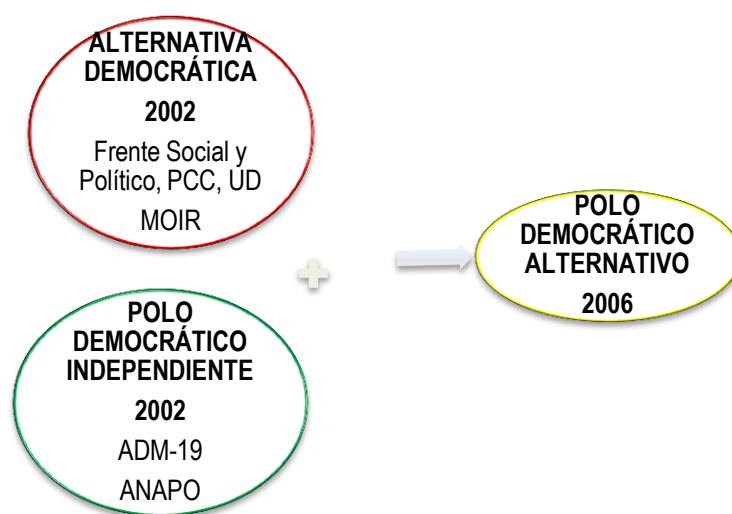 ALTERNATIVA
DEMOCRÁTICA
2002
Frente Social y
Político, PCC, UD
MOIR
POLO
DEMOCRÁTICO
INDEPENDIENTE
2002
ADM-19
ANAPO
POLO
DEMOCRÁTICO
ALTERNATIVO
2006